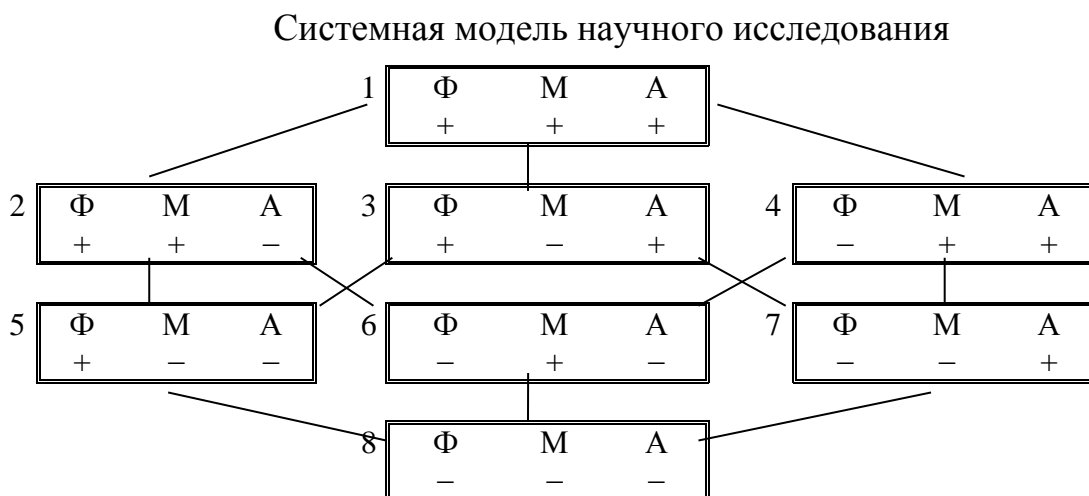 Системная модель научного исследования
1 Ф М А
+ + +
2 Ф М А 3 Ф М А 4 Ф М А
+ + − + − + − + +
5 Ф М А 6 Ф М А 7 Ф М А
+ − − − + − − − +
8 Ф М А
− − −